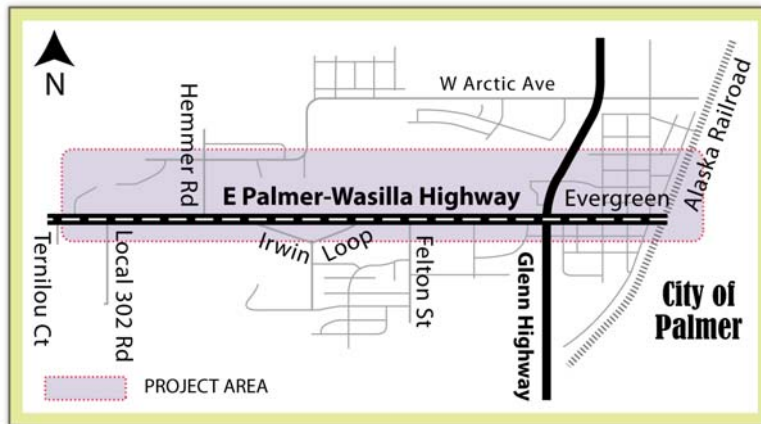 N
W Arctic Ave
Hemmer Rd
Alaska Railroad
E Palmer-Wasilla Highway
Evergreen
Irwin Loop
Ternilou Ct
Local 302 Rd
Felton St
Glenn Highway
City of
Palmer
PROJECT AREA